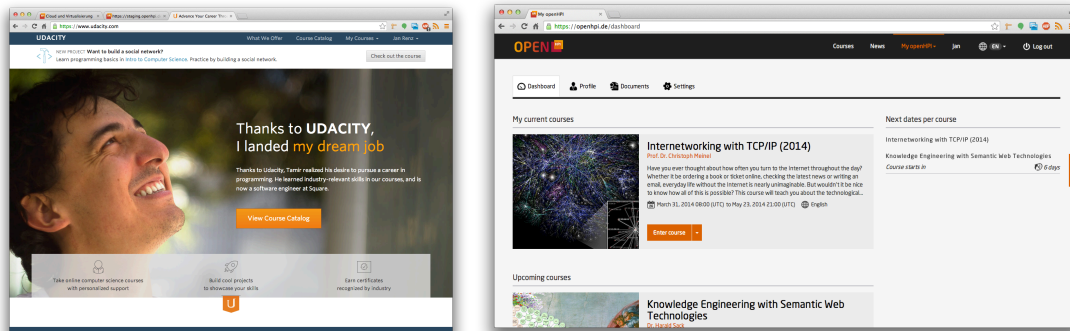 Cloud und Virtualisierung
https://staging.openhpi.
Advance Your Career Thr
https://www.udacity.com
UDACITY
What We Offer
Course Catalog
My Courses
Jan Renz
NEW PROJECT Want to build a social network?
Learn programming basics in Intro to Computer Science. Practice by building a social network.
Check out the course
Thanks to UDACITY,
I landed my dream job
Thanks to Udacity, Tamir realized his desire to pursue a career in
programming. He learned industry-relevant skills in our courses, and is
now a software engineer at Square.
View Course Catalog
Take online computer science courses
with personalized support
Build cool projects
to showcase your skills
Earn certificates
recognized by industry
U
My openHPI
https://openhpi.de/dashboard
OPEN
Courses
News
My openHPI
Jan
EN
Log out
Dashboard
Profile
Documents
Settings
My current courses
Internetworking with TCP/IP (2014)
Prof. Dr. Christoph Meinel
Have you ever thought about how often you turn to the Internet throughout the day?
Whether it be ordering a book or ticket online, checking the latest news or writing an
email, everyday life without the Internet is nearly unimaginable. But wouldn't it be nice
to know how all of this is possible? This course will teach you about the technological...
March 31, 2014 08:00 (UTC) to May 23, 2014 21:00 (UTC)
English
Enter course
Next dates per course
Internetworking with TCP/IP (2014)
Knowledge Engineering with Semantic Web Technologies
Course starts in
6 days
Upcoming courses
Knowledge Engineering with Semantic Web
Technologies
Dr. Harald Sack